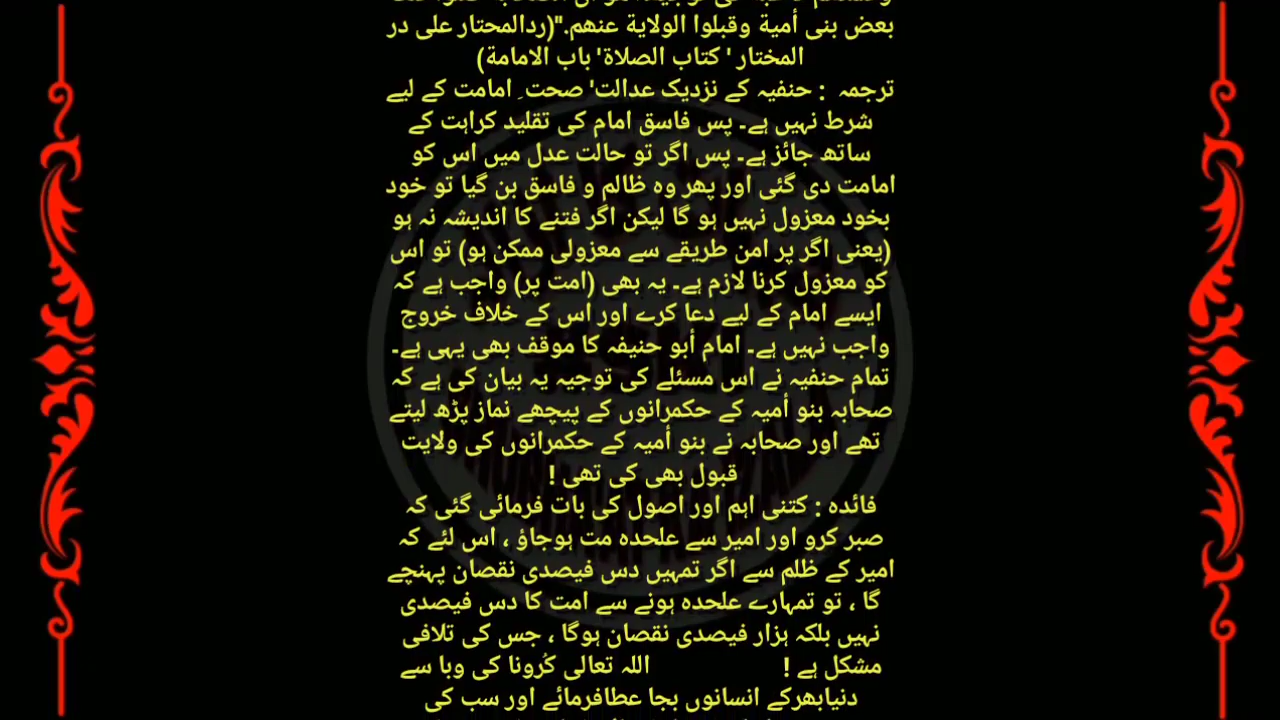 بعض بنی أمیة وقبلوا الولایة عنھم."(ردالمحتار علی در
المختار ' کتاب الصلاة' باب الامامة)
ترجمہ : حنفیہ کے نزدیک عدالت' صحت ِ امامت کے لیے
شرط نہیں ہے۔ پس فاسق امام کی تقلید کراہت کے
ساتھ جائز ہے۔ پس اگر تو حالت عدل میں اس کو
امامت دی گئی اور پھر وہ ظالم و فاسق بن گیا تو خود
بخود معزول نہیں ہو گا لیکن اگر فتنے کا اندیشہ نہ ہو
(یعنی اگر پر امن طریقے سے معزولی ممکن ہو) تو اس
کو معزول کرنا لازم ہے۔ یہ بھی (امت پر) واجب ہے کہ
ایسے امام کے لیے دعا کرے اور اس کے خلاف خروج
واجب نہیں ہے۔ امام أبو حنیفہ کا موقف بھی یہی ہے۔
تمام حنفیہ نے اس مسئلے کی توجیہ یہ بیان کی ہے کہ
صحابہ بنو أمیہ کے حکمرانوں کے پیچھے نماز پڑھ لیتے
تھے اور صحابہ نے بنو أمیہ کے حکمرانوں کی ولایت
قبول بھی کی تھی !
فائدہ : کتنی اہم اور اصول کی بات فرمائی گئی کہ
صبر کرو اور امیر سے علحدہ مت ہوجاؤ ، اس لئے کہ
امیر کے ظلم سے اگر تمہیں دس فیصدی نقصان پہنچے
گا ، تو تمہارے علحدہ ہونے سے امت کا دس فیصدی
نہیں بلکہ ہزار فیصدی نقصان ہوگا ، جس کی تلافی
مشکل ہے ! اللہ تعالی کُرونا کی وبا سے
دنیابھرکے انسانوں بجا عطافرمائے اور سب کی